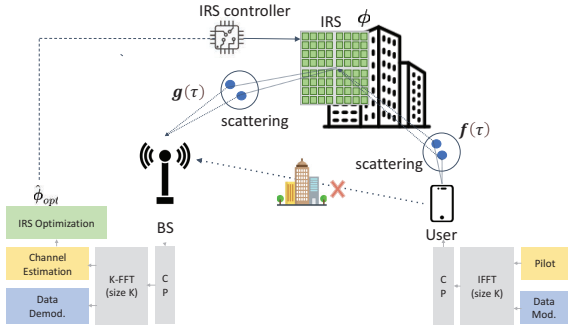 IRS controller
IRS
ϕ
g(τ)
scattering
f(τ)
scattering
ϕ̂opt
IRS Optimization
BS
User
Channel
Estimation
K-FFT
(size K)
C
P
C
P
IFFT
(size K)
Pilot
Data
Demod.
Data
Mod.